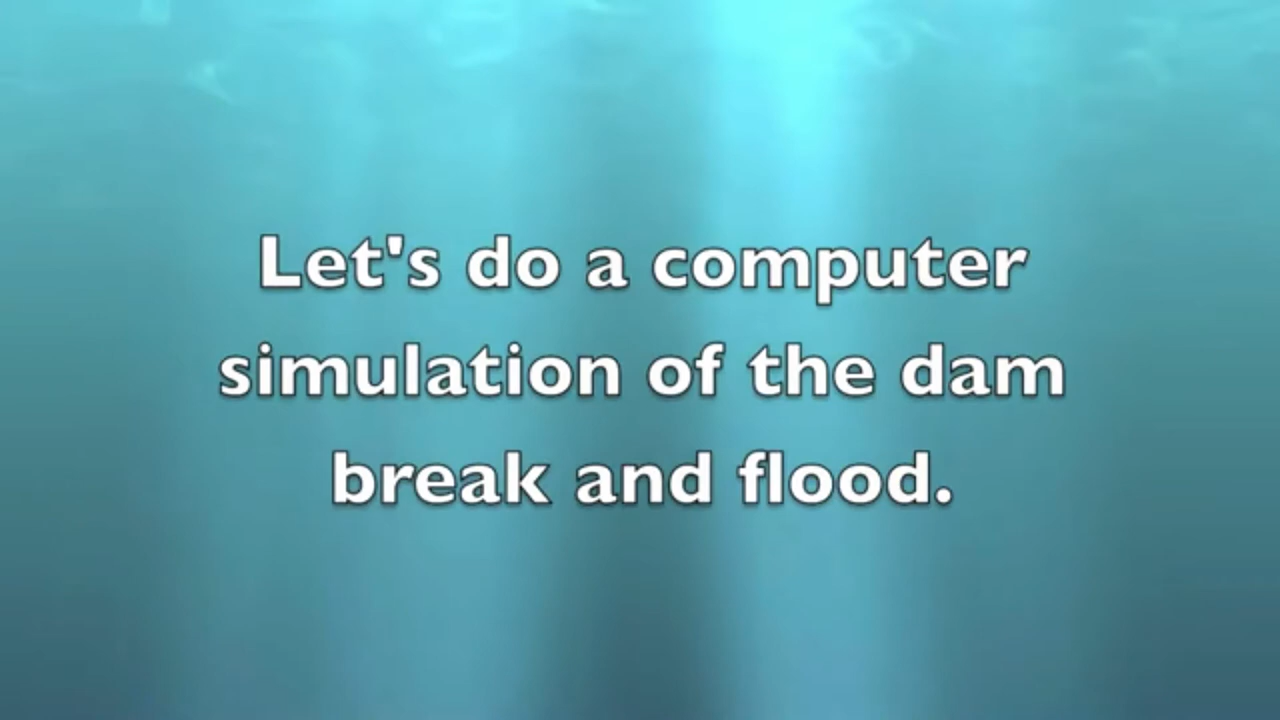 Let's do a computer
simulation of the dam
break and flood.